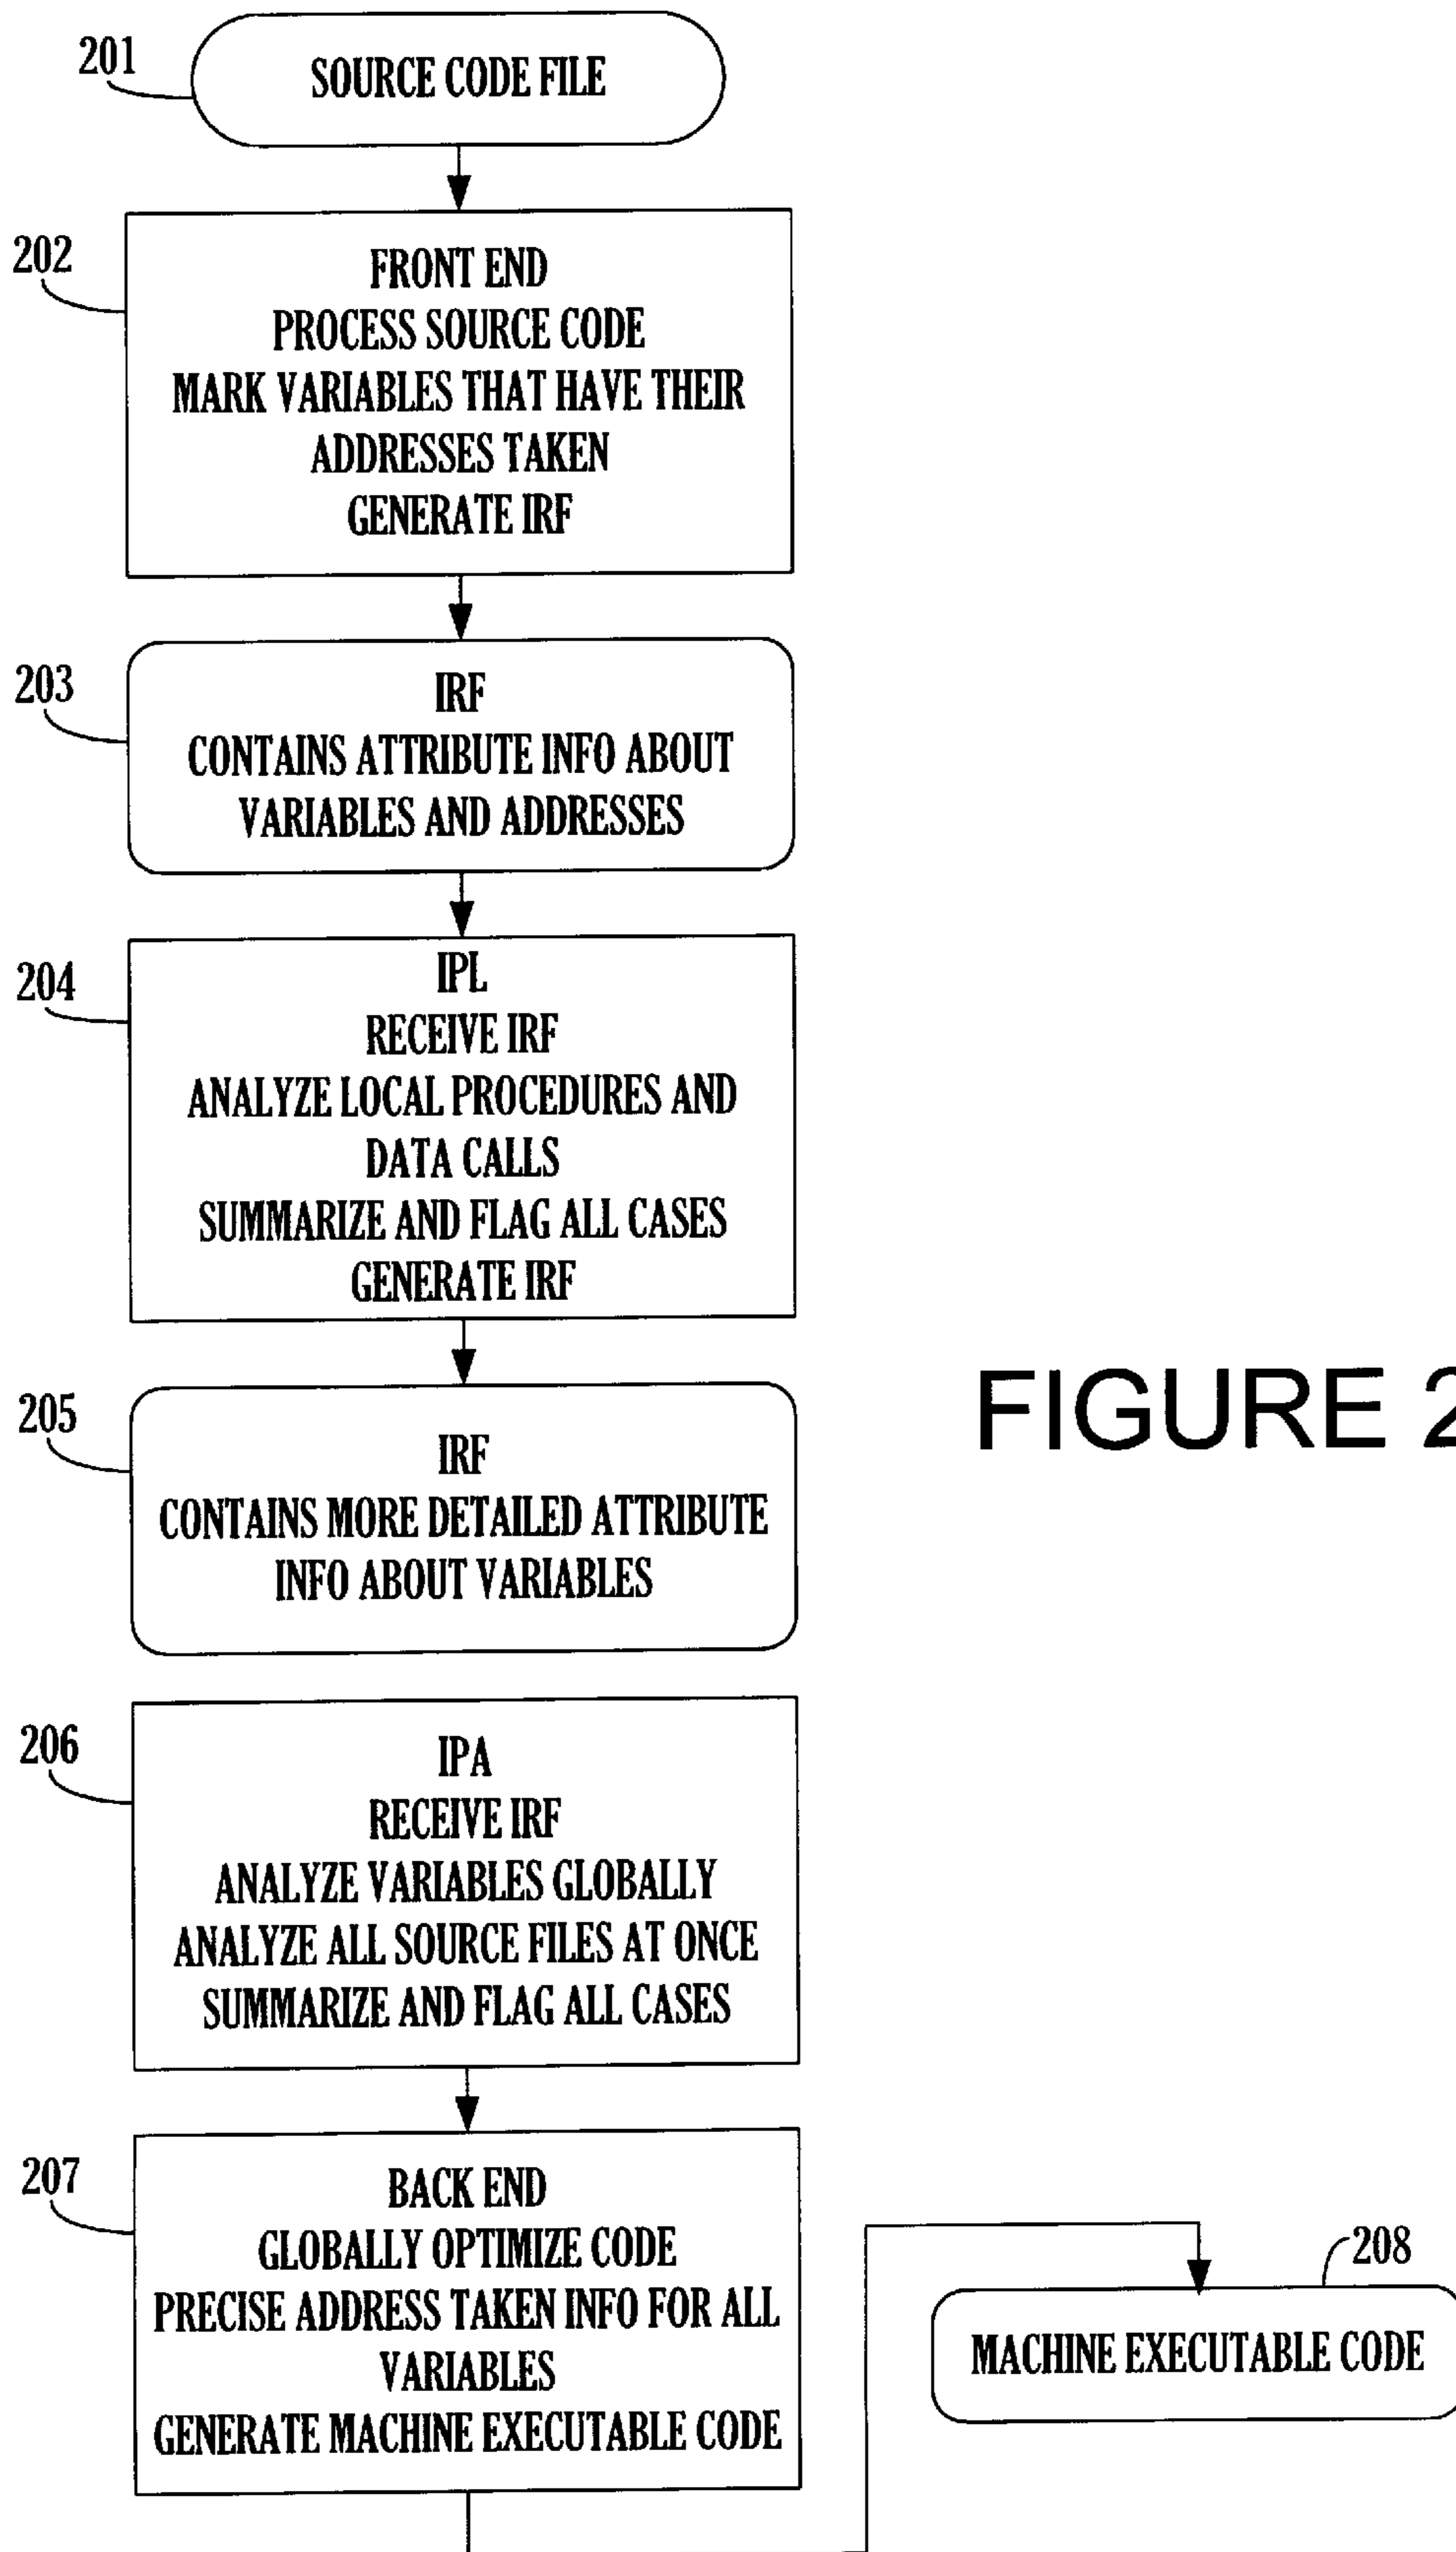 201
SOURCE CODE FILE
202
FRONT END
PROCESS SOURCE CODE
MARK VARIABLES THAT HAVE THEIR
ADDRESSES TAKEN
GENERATE IRF
203
IRF
CONTAINS ATTRIBUTE INFO ABOUT
VARIABLES AND ADDRESSES
204
IPL
RECEIVE IRF
ANALYZE LOCAL PROCEDURES AND
DATA CALLS
SUMMARIZE AND FLAG ALL CASES
GENERATE IRF
FIGURE 2
205
IRF
CONTAINS MORE DETAILED ATTRIBUTE
INFO ABOUT VARIABLES
206
IPA
RECEIVE IRF
ANALYZE VARIABLES GLOBALLY
ANALYZE ALL SOURCE FILES AT ONCE
SUMMARIZE AND FLAG ALL CASES
207
BACK END
GLOBALLY OPTIMIZE CODE
PRECISE ADDRESS TAKEN INFO FOR ALL
VARIABLES
GENERATE MACHINE EXECUTABLE CODE
208
MACHINE EXECUTABLE CODE